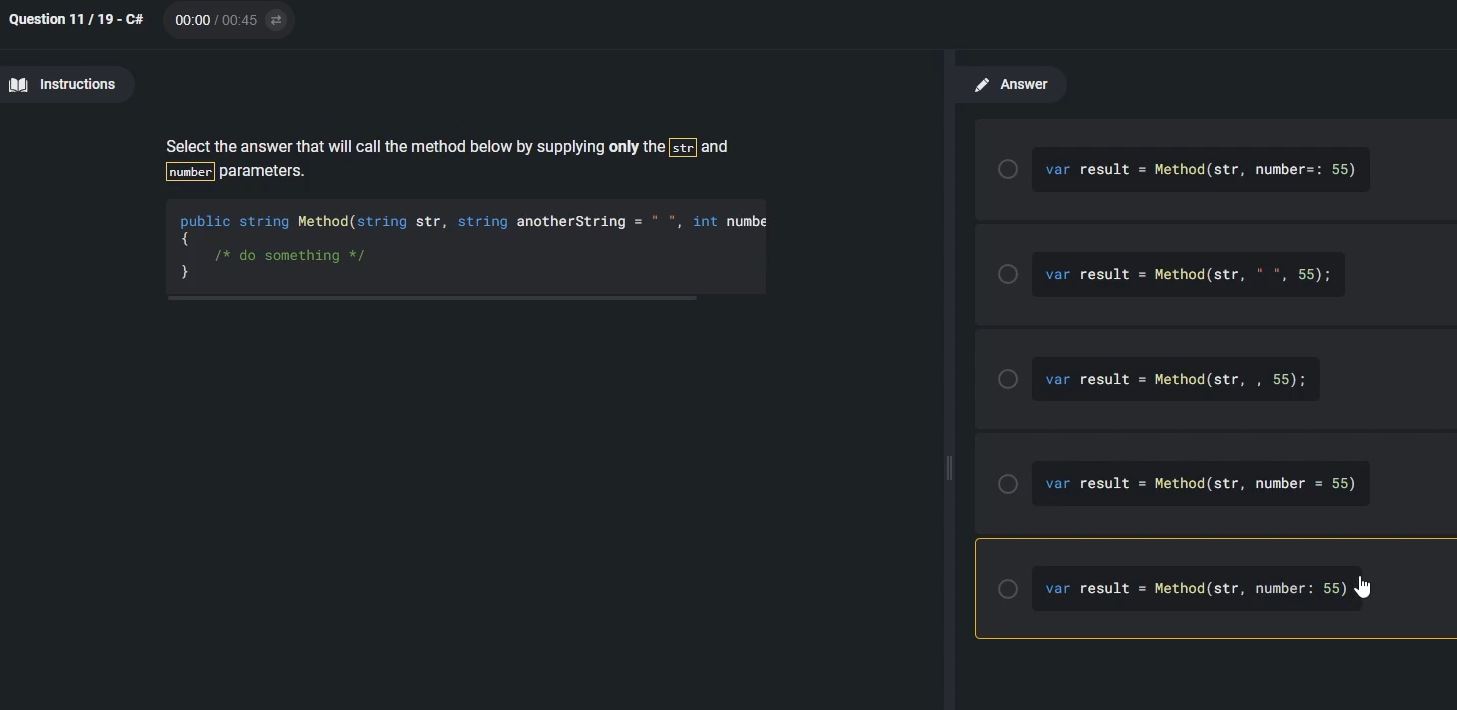 Question 11 / 19 - C#
00:00 / 00:45
Instructions
Select the answer that will call the method below by supplying only the str and
number parameters.
public string Method(string str, string anotherString = " ", int numbe
{
/* do something */
}
Answer
var result = Method(str, number=: 55)
var result = Method(str, " ", 55);
var result = Method(str, , 55);
var result = Method(str, number = 55)
var result = Method(str, number: 55)